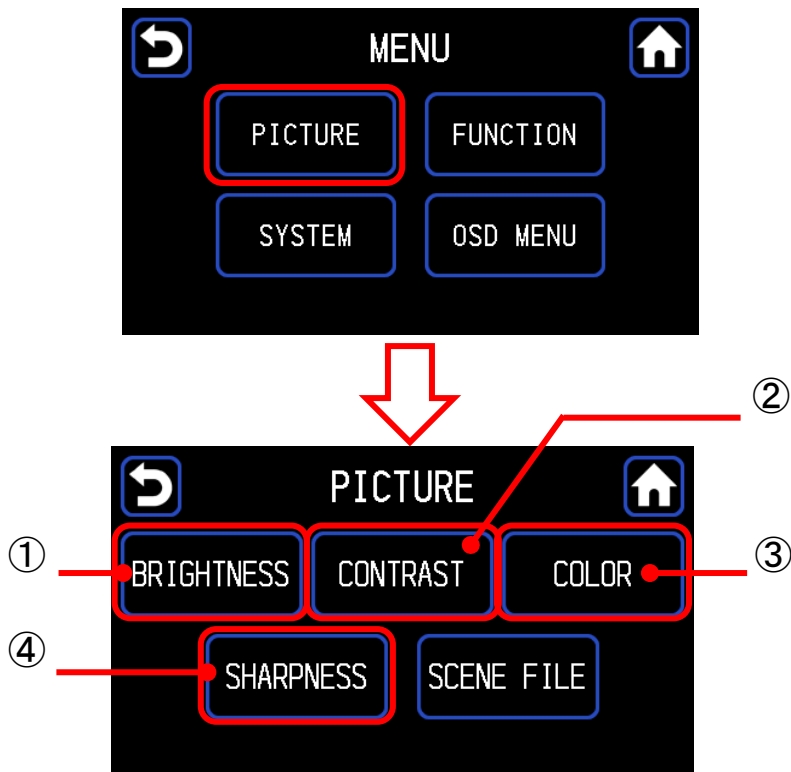 MENU
PICTURE FUNCTION
SYSTEM OSD MENU
②
PICTURE
① BRIGHTNESS CONTRAST COLOR ③
④ SHARPNESS SCENE FILE